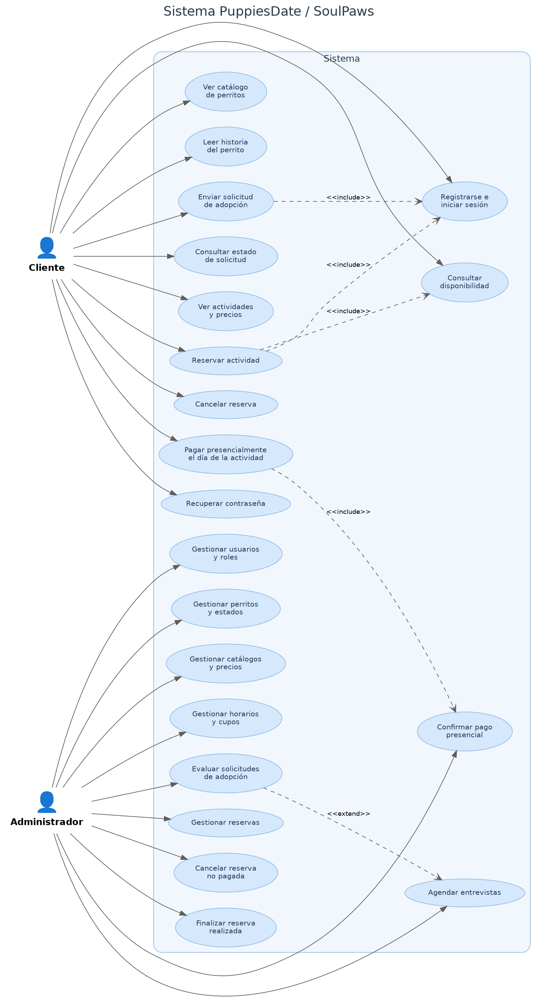 Sistema PuppiesDate / SoulPaws
Sistema
Ver catálogo
de perritos
Leer historia
del perrito
Enviar solicitud
de adopción
<<include>>
Registrarse e
iniciar sesión
Cliente
Consultar estado
de solicitud
<<include>>
Consultar
disponibilidad
Ver actividades
y precios
<<include>>
Reservar actividad
Cancelar reserva
Pagar presencialmente
el día de la actividad
Recuperar contraseña
<<include>>
Gestionar usuarios
y roles
Gestionar perritos
y estados
Gestionar catálogos
y precios
Gestionar horarios
y cupos
Confirmar pago
presencial
Evaluar solicitudes
de adopción
<<extend>>
Administrador
Gestionar reservas
Cancelar reserva
no pagada
Agendar entrevistas
Finalizar reserva
realizada